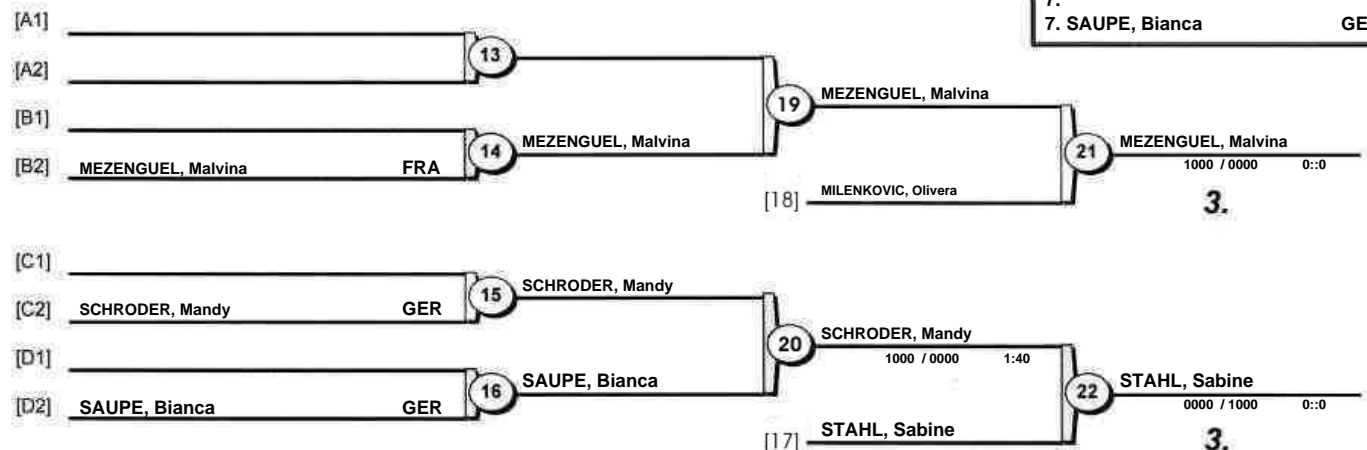 7.
7. SAUPE, Bianca GE
[A1]
13
[A2]
MEZENGUEL, Malvina
19
[B1]
MEZENGUEL, Malvina
14
MEZENGUEL, Malvina
21
[B2] MEZENGUEL, Malvina FRA
1000 / 0000 0::0
[18] MILENKOVIC, Olivera
3.
[C1]
SCHRODER, Mandy
15
[C2] SCHRODER, Mandy GER
SCHRODER, Mandy
20
[D1]
1000 / 0000 1:40
SAUPE, Bianca
16
STAHL, Sabine
22
[D2] SAUPE, Bianca GER
0000 / 1000 0::0
[17] STAHL, Sabine
3.